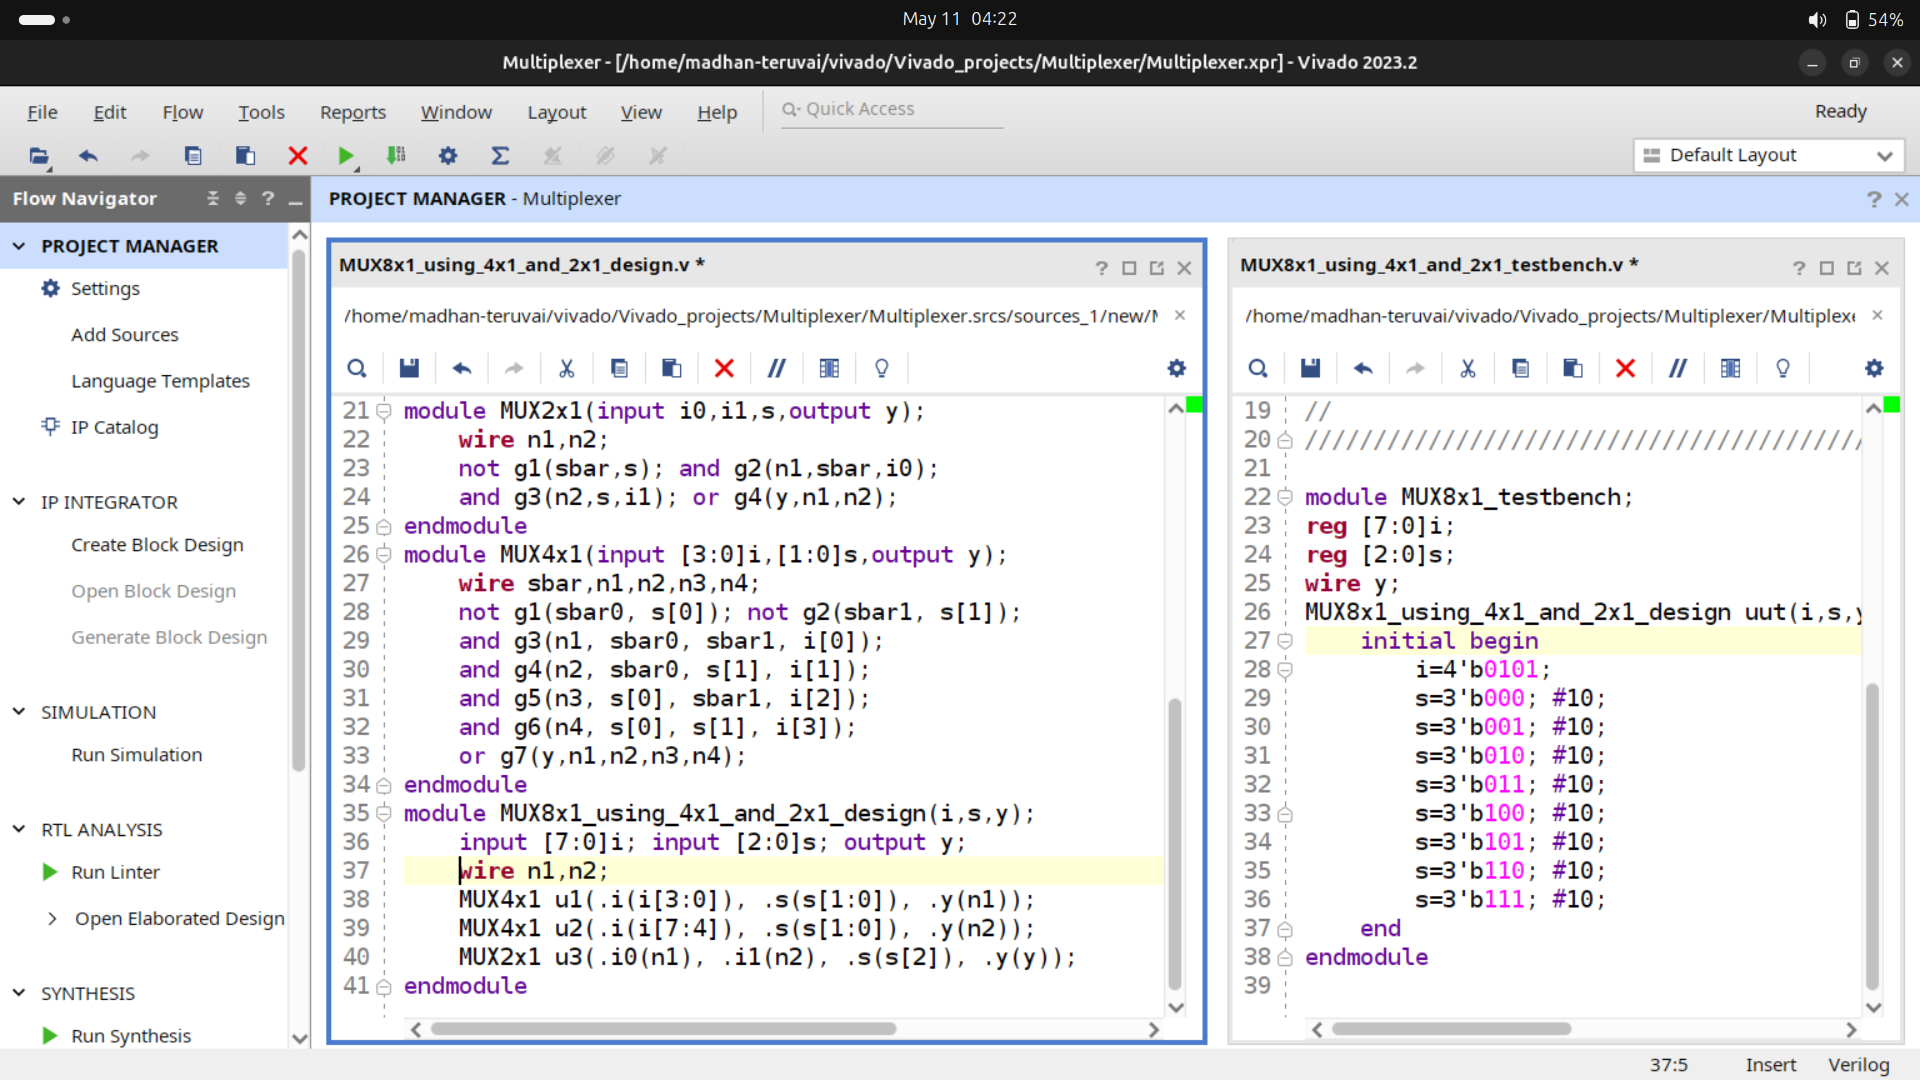 May 11 04:22
54%
Multiplexer - [/home/madhan-teruvai/vivado/Vivado_projects/Multiplexer/Multiplexer.xpr] - Vivado 2023.2
File Edit Flow Tools Reports Window Layout View Help Quick Access Ready
Default Layout
Flow Navigator
PROJECT MANAGER - Multiplexer
PROJECT MANAGER
Settings
Add Sources
Language Templates
IP Catalog
IP INTEGRATOR
Create Block Design
Open Block Design
Generate Block Design
SIMULATION
Run Simulation
RTL ANALYSIS
Run Linter
Open Elaborated Design
SYNTHESIS
Run Synthesis
MUX8x1_using_4x1_and_2x1_design.v *
/home/madhan-teruvai/vivado/Vivado_projects/Multiplexer/Multiplexer.srcs/sources_1/new/
21 module MUX2x1(input i0,i1,s,output y);
22 wire n1,n2;
23 not g1(sbar,s); and g2(n1,sbar,i0);
24 and g3(n2,s,i1); or g4(y,n1,n2);
25 endmodule
26 module MUX4x1(input [3:0]i,[1:0]s,output y);
27 wire sbar,n1,n2,n3,n4;
28 not g1(sbar0, s[0]); not g2(sbar1, s[1]);
29 and g3(n1, sbar0, sbar1, i[0]);
30 and g4(n2, sbar0, s[1], i[1]);
31 and g5(n3, s[0], sbar1, i[2]);
32 and g6(n4, s[0], s[1], i[3]);
33 or g7(y,n1,n2,n3,n4);
34 endmodule
35 module MUX8x1_using_4x1_and_2x1_design(i,s,y);
36 input [7:0]i; input [2:0]s; output y;
37 wire n1,n2;
38 MUX4x1 u1(.i(i[3:0]), .s(s[1:0]), .y(n1));
39 MUX4x1 u2(.i(i[7:4]), .s(s[1:0]), .y(n2));
40 MUX2x1 u3(.i0(n1), .i1(n2), .s(s[2]), .y(y));
41 endmodule
MUX8x1_using_4x1_and_2x1_testbench.v *
/home/madhan-teruvai/vivado/Vivado_projects/Multiplexer/Multiplexe
19 //
20 /////////////////////////////////////////
21
22 module MUX8x1_testbench;
23 reg [7:0]i;
24 reg [2:0]s;
25 wire y;
26 MUX8x1_using_4x1_and_2x1_design uut(i,s,y
27 initial begin
28 i=4'b0101;
29 s=3'b000; #10;
30 s=3'b001; #10;
31 s=3'b010; #10;
32 s=3'b011; #10;
33 s=3'b100; #10;
34 s=3'b101; #10;
35 s=3'b110; #10;
36 s=3'b111; #10;
37 end
38 endmodule
39
37:5 Insert Verilog